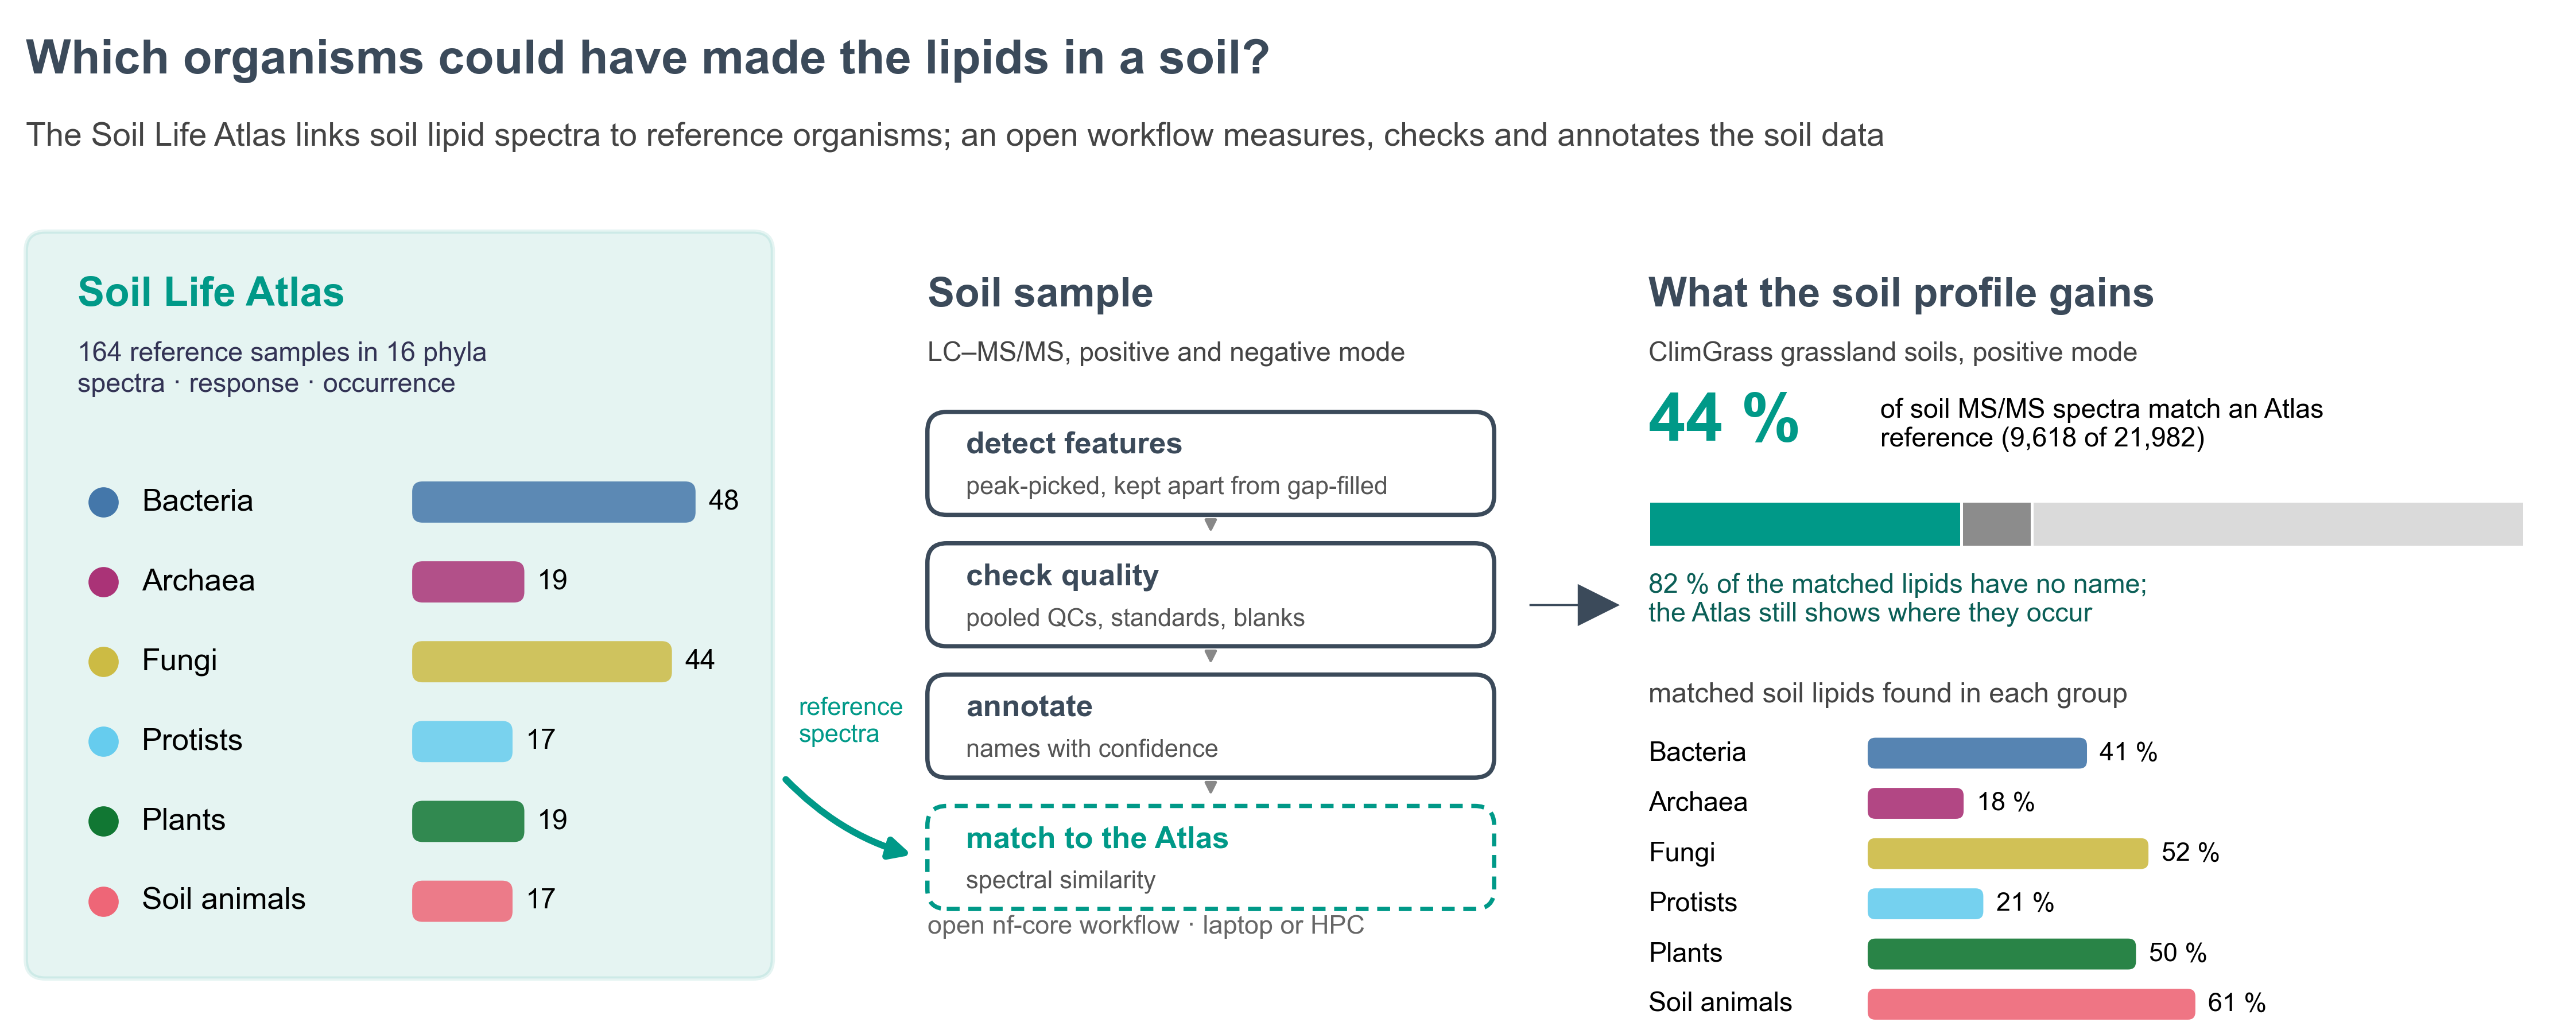 Which organisms could have made the lipids in a soil?
The Soil Life Atlas links soil lipid spectra to reference organisms; an open workflow measures, checks and annotates the soil data
Soil Life Atlas
164 reference samples in 16 phyla
spectra · response · occurrence
Bacteria 48
Archaea 19
Fungi 44
Protists 17
Plants 19
Soil animals 17
reference
spectra
Soil sample
LC–MS/MS, positive and negative mode
detect features
peak-picked, kept apart from gap-filled
check quality
pooled QCs, standards, blanks
annotate
names with confidence
match to the Atlas
spectral similarity
open nf-core workflow · laptop or HPC
What the soil profile gains
ClimGrass grassland soils, positive mode
44 %
of soil MS/MS spectra match an Atlas
reference (9,618 of 21,982)
82 % of the matched lipids have no name;
the Atlas still shows where they occur
matched soil lipids found in each group
Bacteria 41 %
Archaea 18 %
Fungi 52 %
Protists 21 %
Plants 50 %
Soil animals 61 %